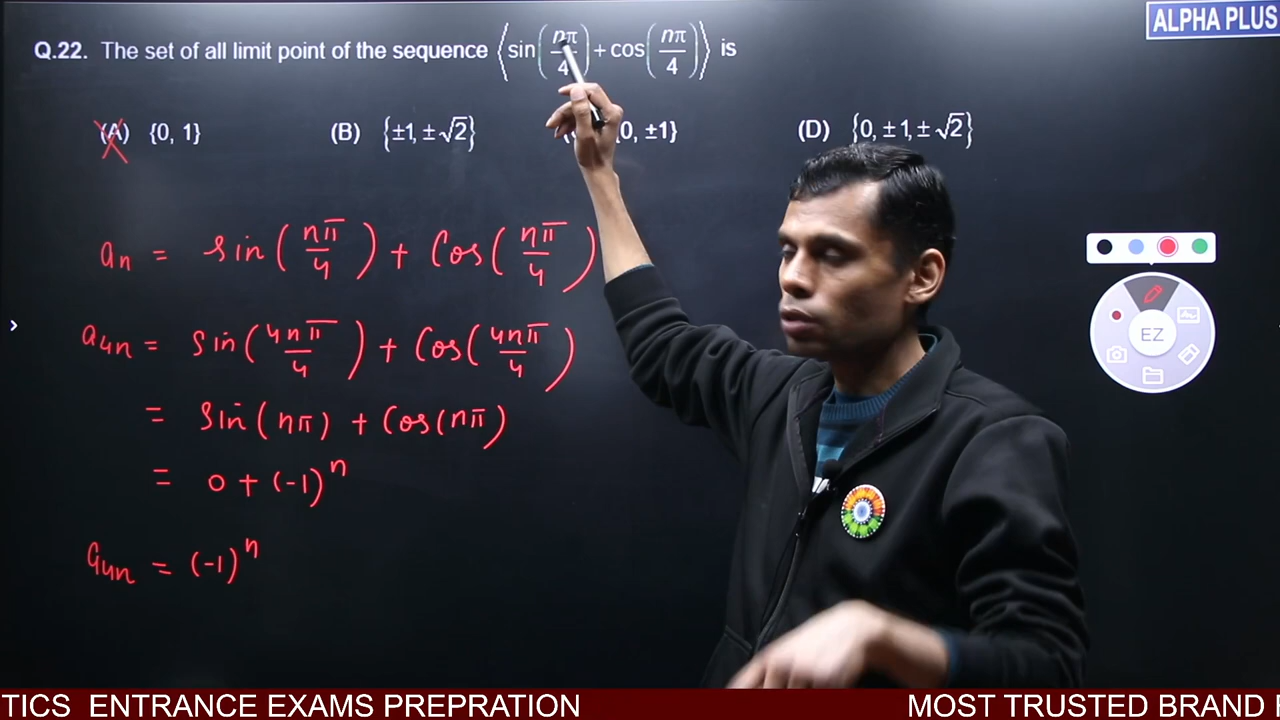 ALPHA PLUS
Q.22. The set of all limit point of the sequence ⟨sin(nπ/4)+cos(nπ/4)⟩ is
(A) {0, 1} (B) {±1, ±√2} {0, ±1} (D) {0, ±1, ±√2}
an = sin(nπ/4) + Cos(nπ/4)
a4n = sin(4nπ/4) + Cos(4nπ/4)
= sin(nπ) + Cos(nπ)
= 0 + (-1)^n
a4n = (-1)^n
EZ
TICS ENTRANCE EXAMS PREPRATION MOST TRUSTED BRAND